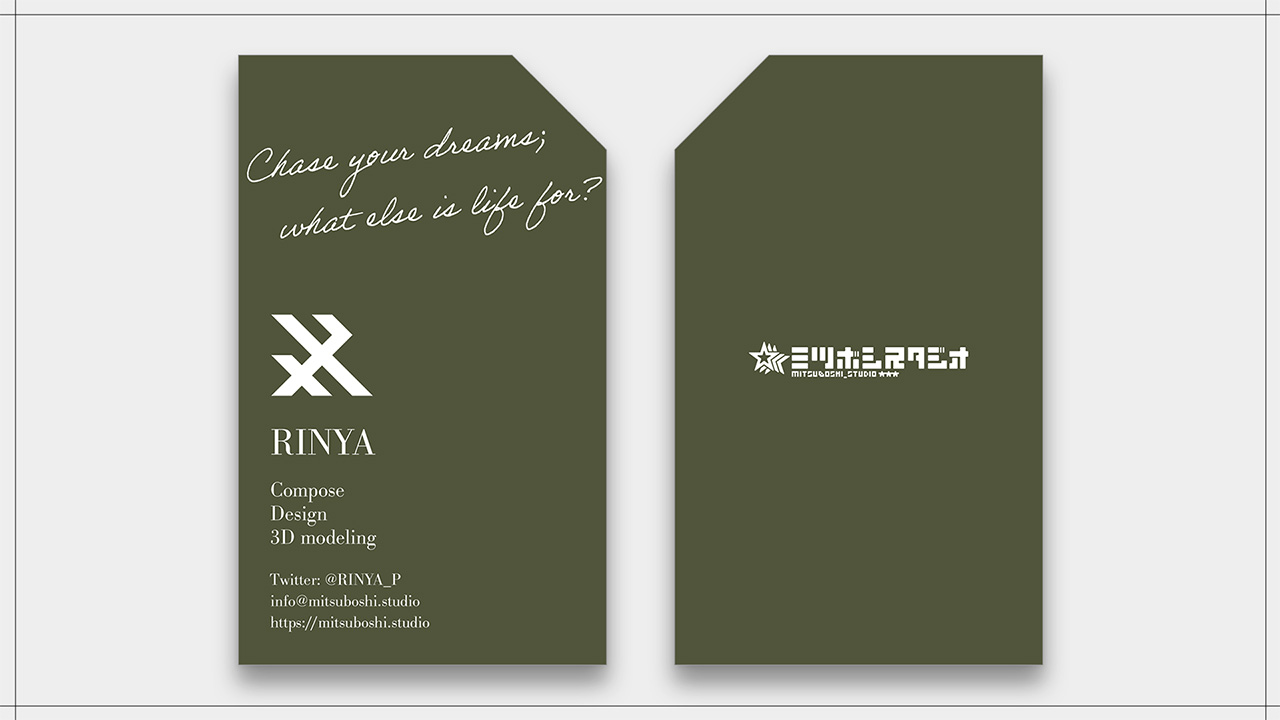 Chase your dreams;
what else is life for?
RINYA
Compose
Design
3D modeling
Twitter: @RINYA_P
info@mitsuboshi.studio
https://mitsuboshi.studio
ミツボシスタジオ
MITSUBOSHI_STUDIO ★★★